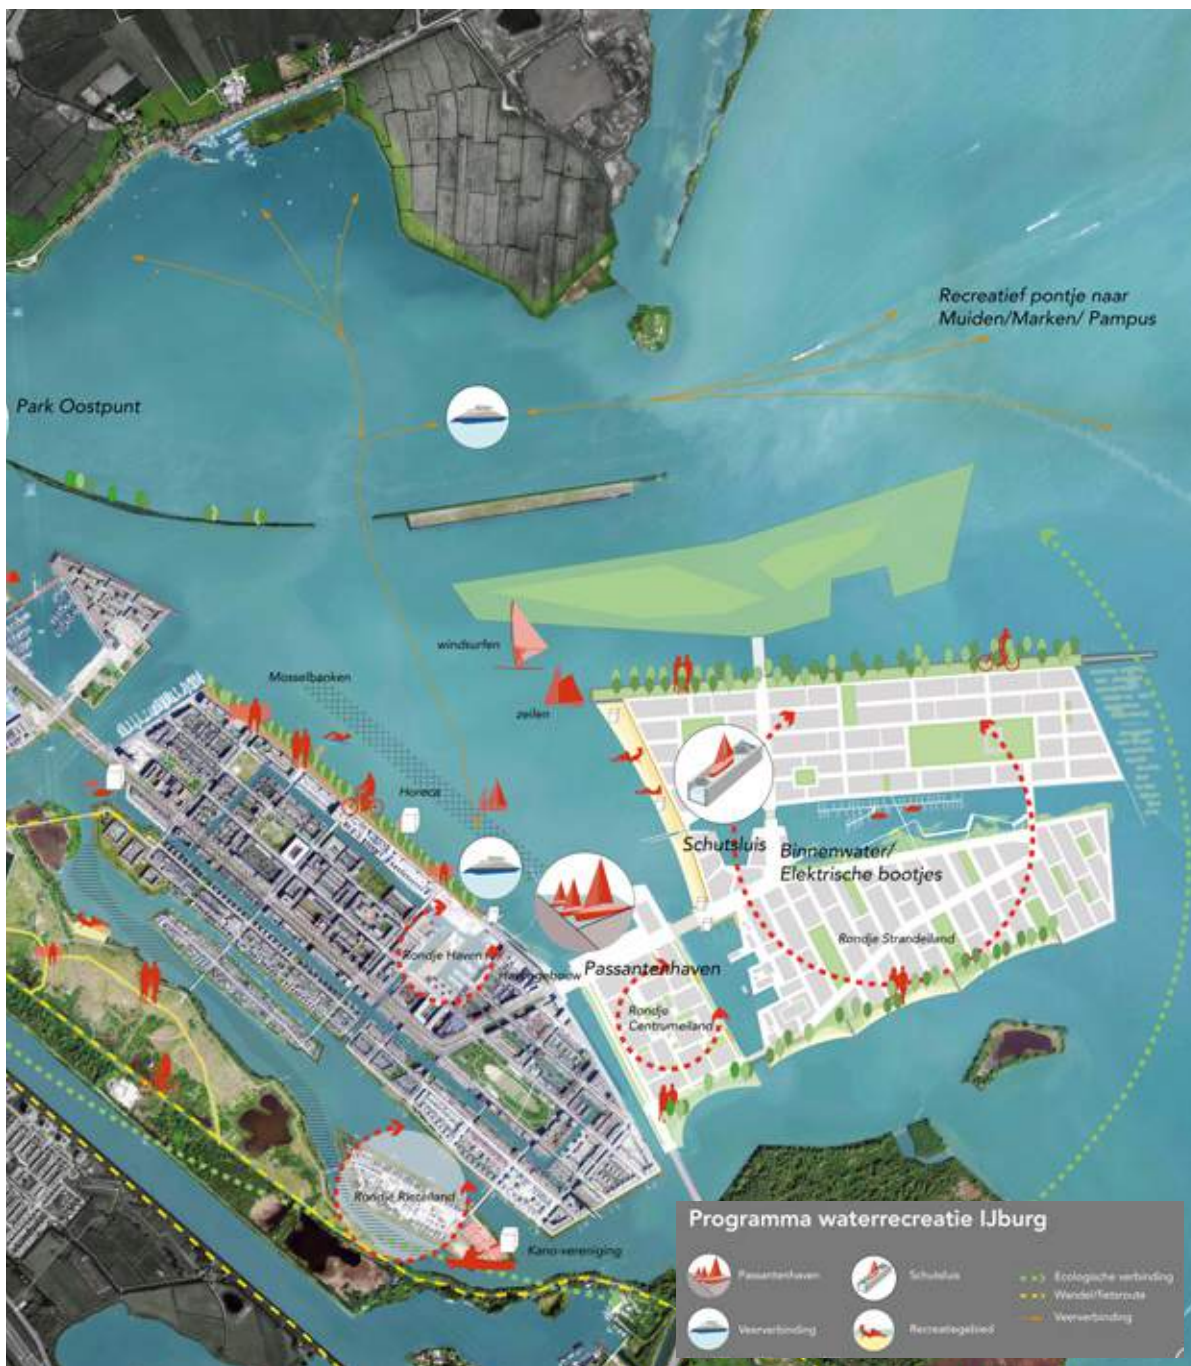 Recreatief pontje naar
Muiden/Marken/ Pampus
Park Oostpunt
windsurfen
Mosselbanken
zeilen
Horeca
Schutsluis
Binnenwater/
Elektrische bootjes
Rondje Strandeiland
Rondje Haven
Passantenhaven
Rondje
Centrumeiland
Rondje Rieteiland
Kano-vereniging
Programma waterrecreatie IJburg
Passantenhaven
Schutsluis
Ecologische verbinding
Wandel/fietsroute
Veerverbinding
Veerverbinding
Recreatiegebied